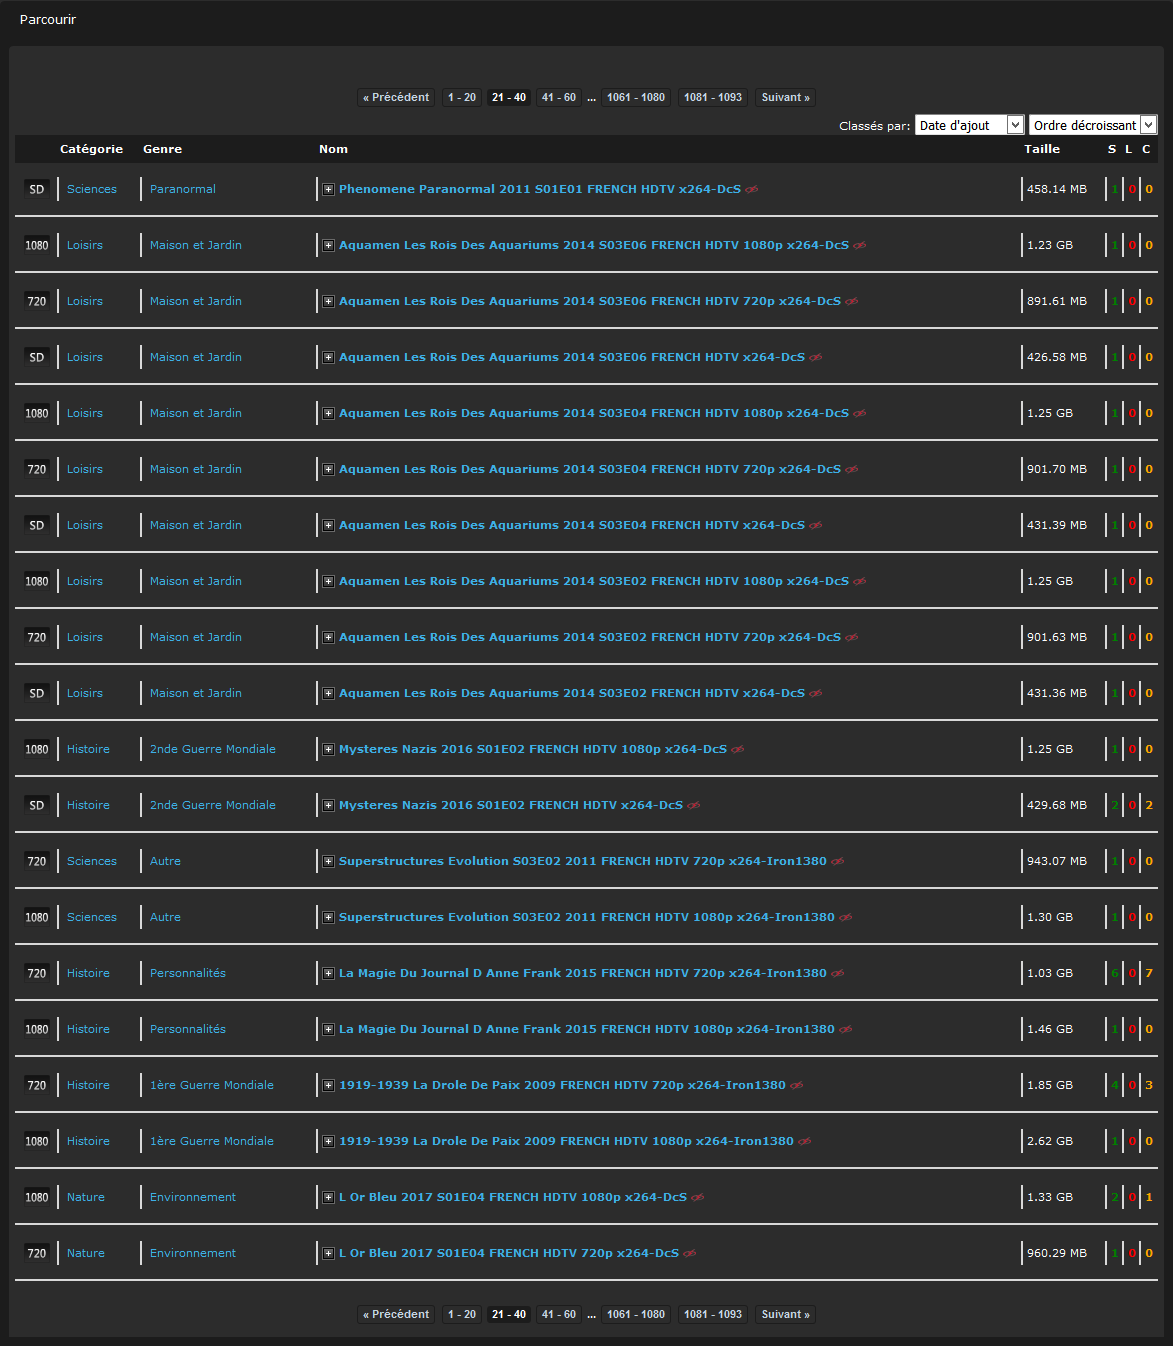 Parcourir
« Précédent 1 - 20 21 - 40 41 - 60 ... 1061 - 1080 1081 - 1093 Suivant »
Classés par: Date d'ajout Ordre décroissant
Catégorie Genre Nom Taille S L C
SD Sciences Paranormal Phenomene Paranormal 2011 S01E01 FRENCH HDTV x264-DcS 458.14 MB 1 0 0
1080 Loisirs Maison et Jardin Aquamen Les Rois Des Aquariums 2014 S03E06 FRENCH HDTV 1080p x264-DcS 1.23 GB 1 0 0
720 Loisirs Maison et Jardin Aquamen Les Rois Des Aquariums 2014 S03E06 FRENCH HDTV 720p x264-DcS 891.61 MB 1 0 0
SD Loisirs Maison et Jardin Aquamen Les Rois Des Aquariums 2014 S03E06 FRENCH HDTV x264-DcS 426.58 MB 1 0 0
1080 Loisirs Maison et Jardin Aquamen Les Rois Des Aquariums 2014 S03E04 FRENCH HDTV 1080p x264-DcS 1.25 GB 1 0 0
720 Loisirs Maison et Jardin Aquamen Les Rois Des Aquariums 2014 S03E04 FRENCH HDTV 720p x264-DcS 901.70 MB 1 0 0
SD Loisirs Maison et Jardin Aquamen Les Rois Des Aquariums 2014 S03E04 FRENCH HDTV x264-DcS 431.39 MB 1 0 0
1080 Loisirs Maison et Jardin Aquamen Les Rois Des Aquariums 2014 S03E02 FRENCH HDTV 1080p x264-DcS 1.25 GB 1 0 0
720 Loisirs Maison et Jardin Aquamen Les Rois Des Aquariums 2014 S03E02 FRENCH HDTV 720p x264-DcS 901.63 MB 1 0 0
SD Loisirs Maison et Jardin Aquamen Les Rois Des Aquariums 2014 S03E02 FRENCH HDTV x264-DcS 431.36 MB 1 0 0
1080 Histoire 2nde Guerre Mondiale Mysteres Nazis 2016 S01E02 FRENCH HDTV 1080p x264-DcS 1.25 GB 1 0 0
SD Histoire 2nde Guerre Mondiale Mysteres Nazis 2016 S01E02 FRENCH HDTV x264-DcS 429.68 MB 2 0 2
720 Sciences Autre Superstructures Evolution S03E02 2011 FRENCH HDTV 720p x264-Iron1380 943.07 MB 1 0 0
1080 Sciences Autre Superstructures Evolution S03E02 2011 FRENCH HDTV 1080p x264-Iron1380 1.30 GB 1 0 0
720 Histoire Personnalités La Magie Du Journal D Anne Frank 2015 FRENCH HDTV 720p x264-Iron1380 1.03 GB 6 0 7
1080 Histoire Personnalités La Magie Du Journal D Anne Frank 2015 FRENCH HDTV 1080p x264-Iron1380 1.46 GB 1 0 0
720 Histoire 1ère Guerre Mondiale 1919-1939 La Drole De Paix 2009 FRENCH HDTV 720p x264-Iron1380 1.85 GB 4 0 3
1080 Histoire 1ère Guerre Mondiale 1919-1939 La Drole De Paix 2009 FRENCH HDTV 1080p x264-Iron1380 2.62 GB 1 0 0
1080 Nature Environnement L Or Bleu 2017 S01E04 FRENCH HDTV 1080p x264-DcS 1.33 GB 2 0 1
720 Nature Environnement L Or Bleu 2017 S01E04 FRENCH HDTV 720p x264-DcS 960.29 MB 1 0 0
« Précédent 1 - 20 21 - 40 41 - 60 ... 1061 - 1080 1081 - 1093 Suivant »